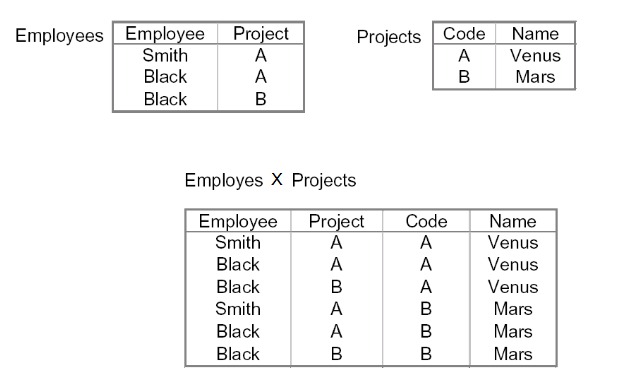 Employees Employee Project
Smith A
Black A
Black B
Projects Code Name
A Venus
B Mars
Employes X Projects
Employee Project Code Name
Smith A A Venus
Black A A Venus
Black B A Venus
Smith A B Mars
Black A B Mars
Black B B Mars